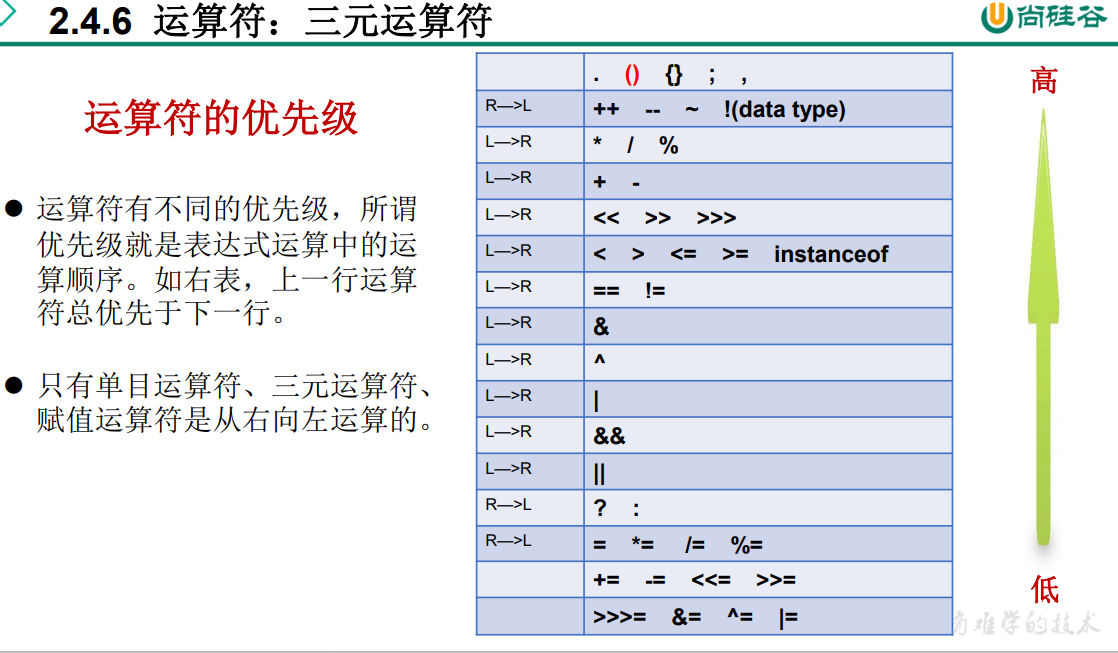 2.4.6 运算符：三元运算符
尚硅谷
运算符的优先级
运算符有不同的优先级，所谓
优先级就是表达式运算中的运
算顺序。如右表，上一行运算
符总优先于下一行。
只有单目运算符、三元运算符、
赋值运算符是从右向左运算的。
. () {} ; ,
R—>L ++ -- ~ !(data type)
L—>R * / %
L—>R + -
L—>R << >> >>>
L—>R < > <= >= instanceof
L—>R == !=
L—>R &
L—>R ^
L—>R |
L—>R &&
L—>R ||
R—>L ? :
R—>L = *= /= %=
+= -= <<= >>=
>>>= &= ^= |=
高
低
难学的技术